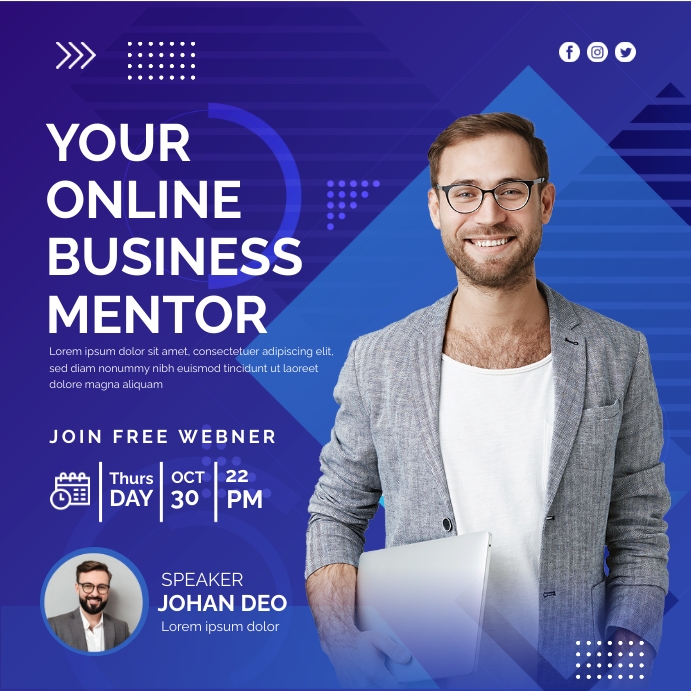 YOUR
ONLINE
BUSINESS
MENTOR
Lorem ipsum dolor sit amet, consectetuer adipiscing elit,
sed diam nonummy nibh euismod tincidunt ut laoreet
dolore magna aliquam
JOIN FREE WEBNER
Thurs
DAY
OCT
30
22
PM
SPEAKER
JOHAN DEO
Lorem ipsum dolor